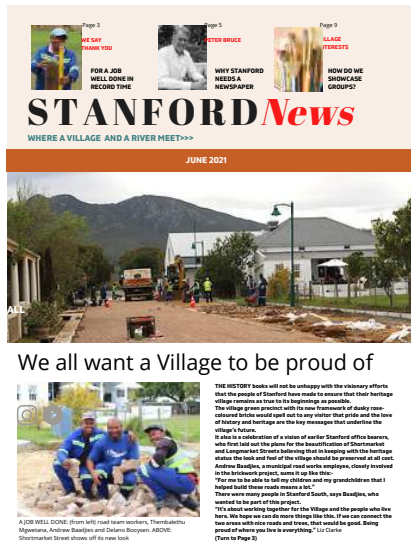 Page 3
Page 5
Page 9
WE SAY
THANK YOU
PETER BRUCE
VILLAGE
INTERESTS
FOR A JOB
WELL DONE IN
RECORD TIME
WHY STANFORD
NEEDS A
NEWSPAPER
HOW DO WE
SHOWCASE
GROUPS?
STANFORD News
WHERE A VILLAGE AND A RIVER MEET>>>
JUNE 2021
ALL
We all want a Village to be proud of
THE HISTORY books will not be unhappy with the visionary efforts
that the people of Stanford have made to ensure that their heritage
village remains as true to its beginnings as possible.
The village green precinct with its new framework of dusky rose-
coloured bricks would spell out to any visitor that pride and the love
of history and heritage are the key messages that underline the
village's future.
It also is a celebration of a vision of earlier Stanford office bearers,
who first laid out the plans for the beautification of Shortmarket
and Longmarket Streets believing that in keeping with the heritage
status the look and feel of the village should be preserved at all cost.
Andrew Baadjies, a municipal road works employee, closely involved
in the brickwork project, sums it up like this:-
"For me to be able to tell my children and my grandchildren that I
helped build these roads means a lot."
There were many people in Stanford South, says Baadjies, who
wanted to be part of this project.
"It's about working together for the Village and the people who live
here. We hope we can do more things like this. If we can connect the
two areas with nice roads and trees, that would be good. Being
proud of where you live is everything." Liz Clarke
(Turn to Page 3)
A JOB WELL DONE: (from left) road team workers, Thembalethu
Mgwetana, Andrew Baadjies and Delano Booysen. ABOVE:
Shortmarket Street shows off its new look